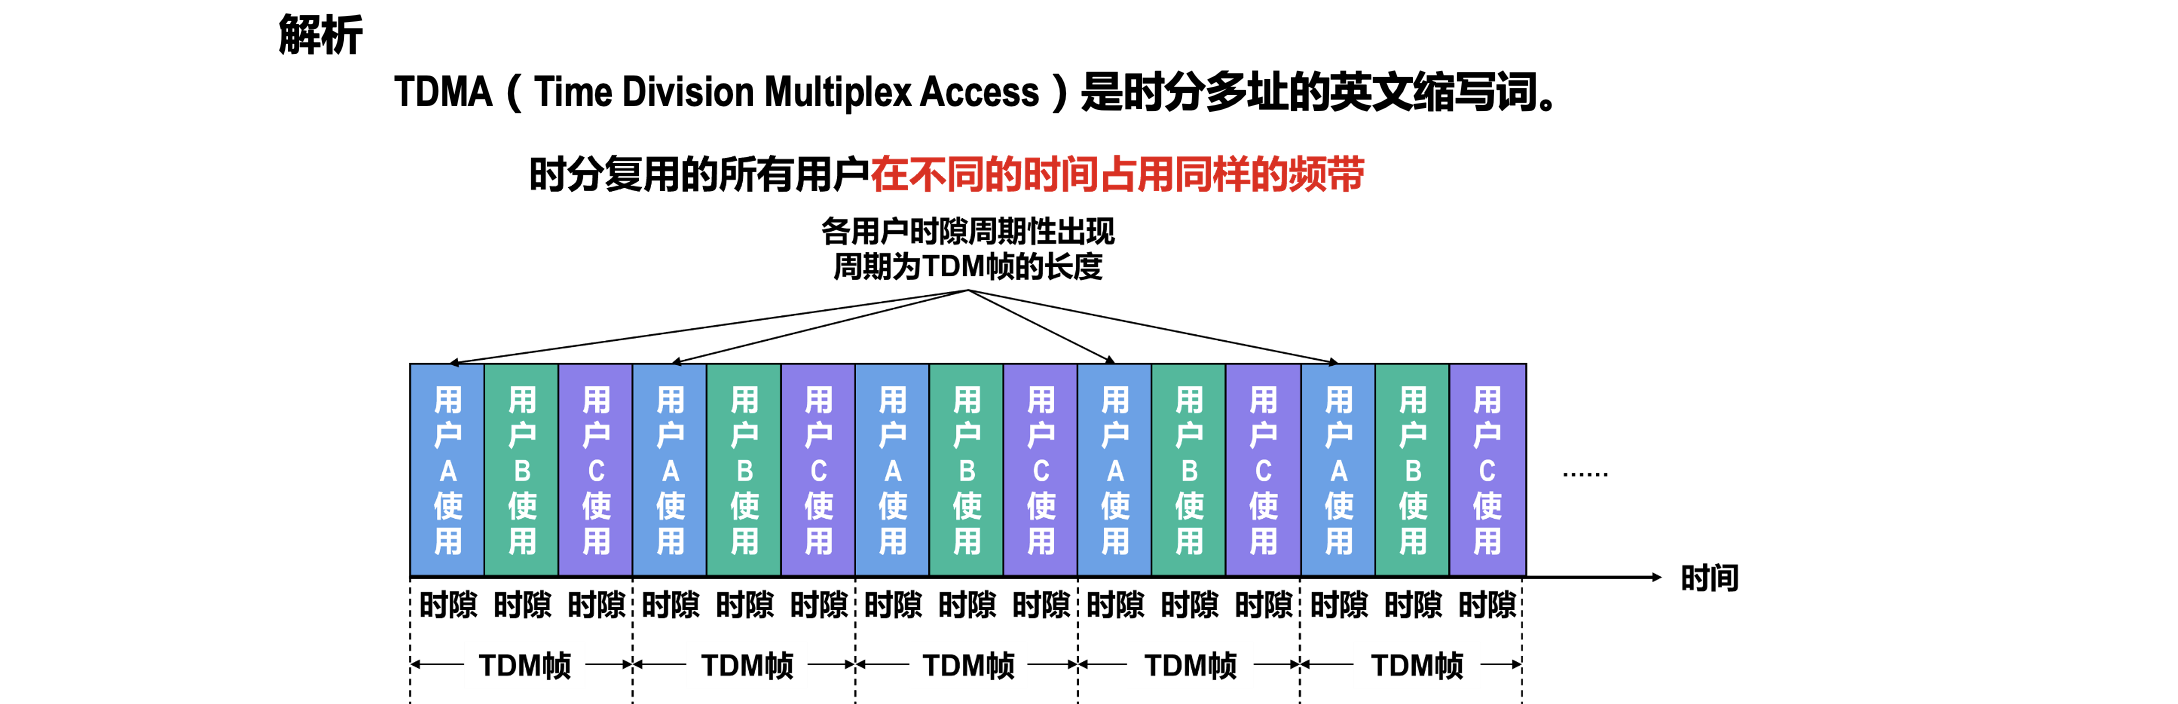 解析
TDMA（Time Division Multiplex Access）是时分多址的英文缩写词。
时分复用的所有用户在不同的时间占用同样的频带
各用户时隙周期性出现
周期为TDM帧的长度
用户A使用 用户B使用 用户C使用 用户A使用 用户B使用 用户C使用 用户A使用 用户B使用 用户C使用 用户A使用 用户B使用 用户C使用 用户A使用 用户B使用 用户C使用 ……
时间
时隙 时隙 时隙 时隙 时隙 时隙 时隙 时隙 时隙 时隙 时隙 时隙 时隙 时隙 时隙
TDM帧 TDM帧 TDM帧 TDM帧 TDM帧